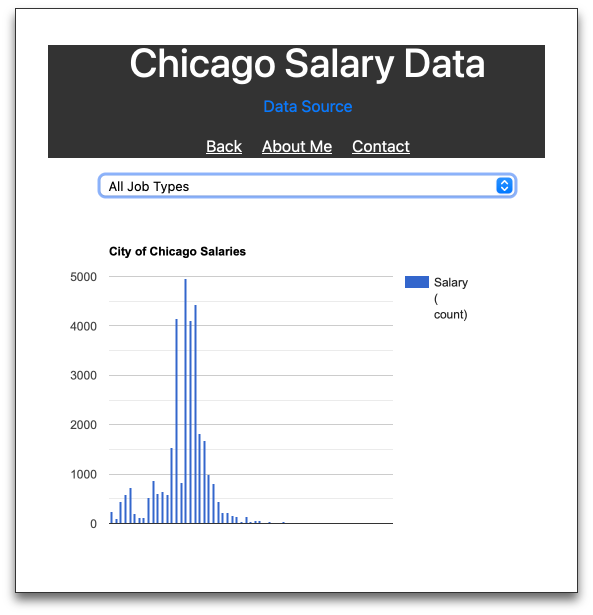 Chicago Salary Data
Data Source
Back About Me Contact
All Job Types
City of Chicago Salaries
5000
4000
3000
2000
1000
0
Salary
(
count)